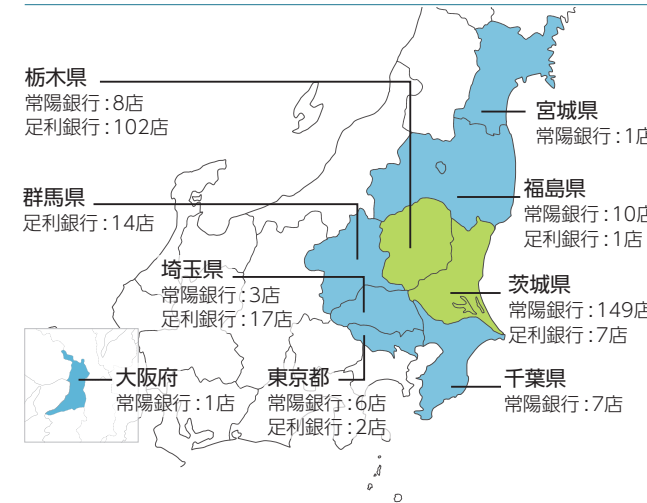 栃木県
常陽銀行：8店
足利銀行：102店
宮城県
常陽銀行：1店
群馬県
足利銀行：14店
福島県
常陽銀行：10店
足利銀行：1店
埼玉県
常陽銀行：3店
足利銀行：17店
茨城県
常陽銀行：149店
足利銀行：7店
大阪府
常陽銀行：1店
東京都
常陽銀行：6店
足利銀行：2店
千葉県
常陽銀行：7店